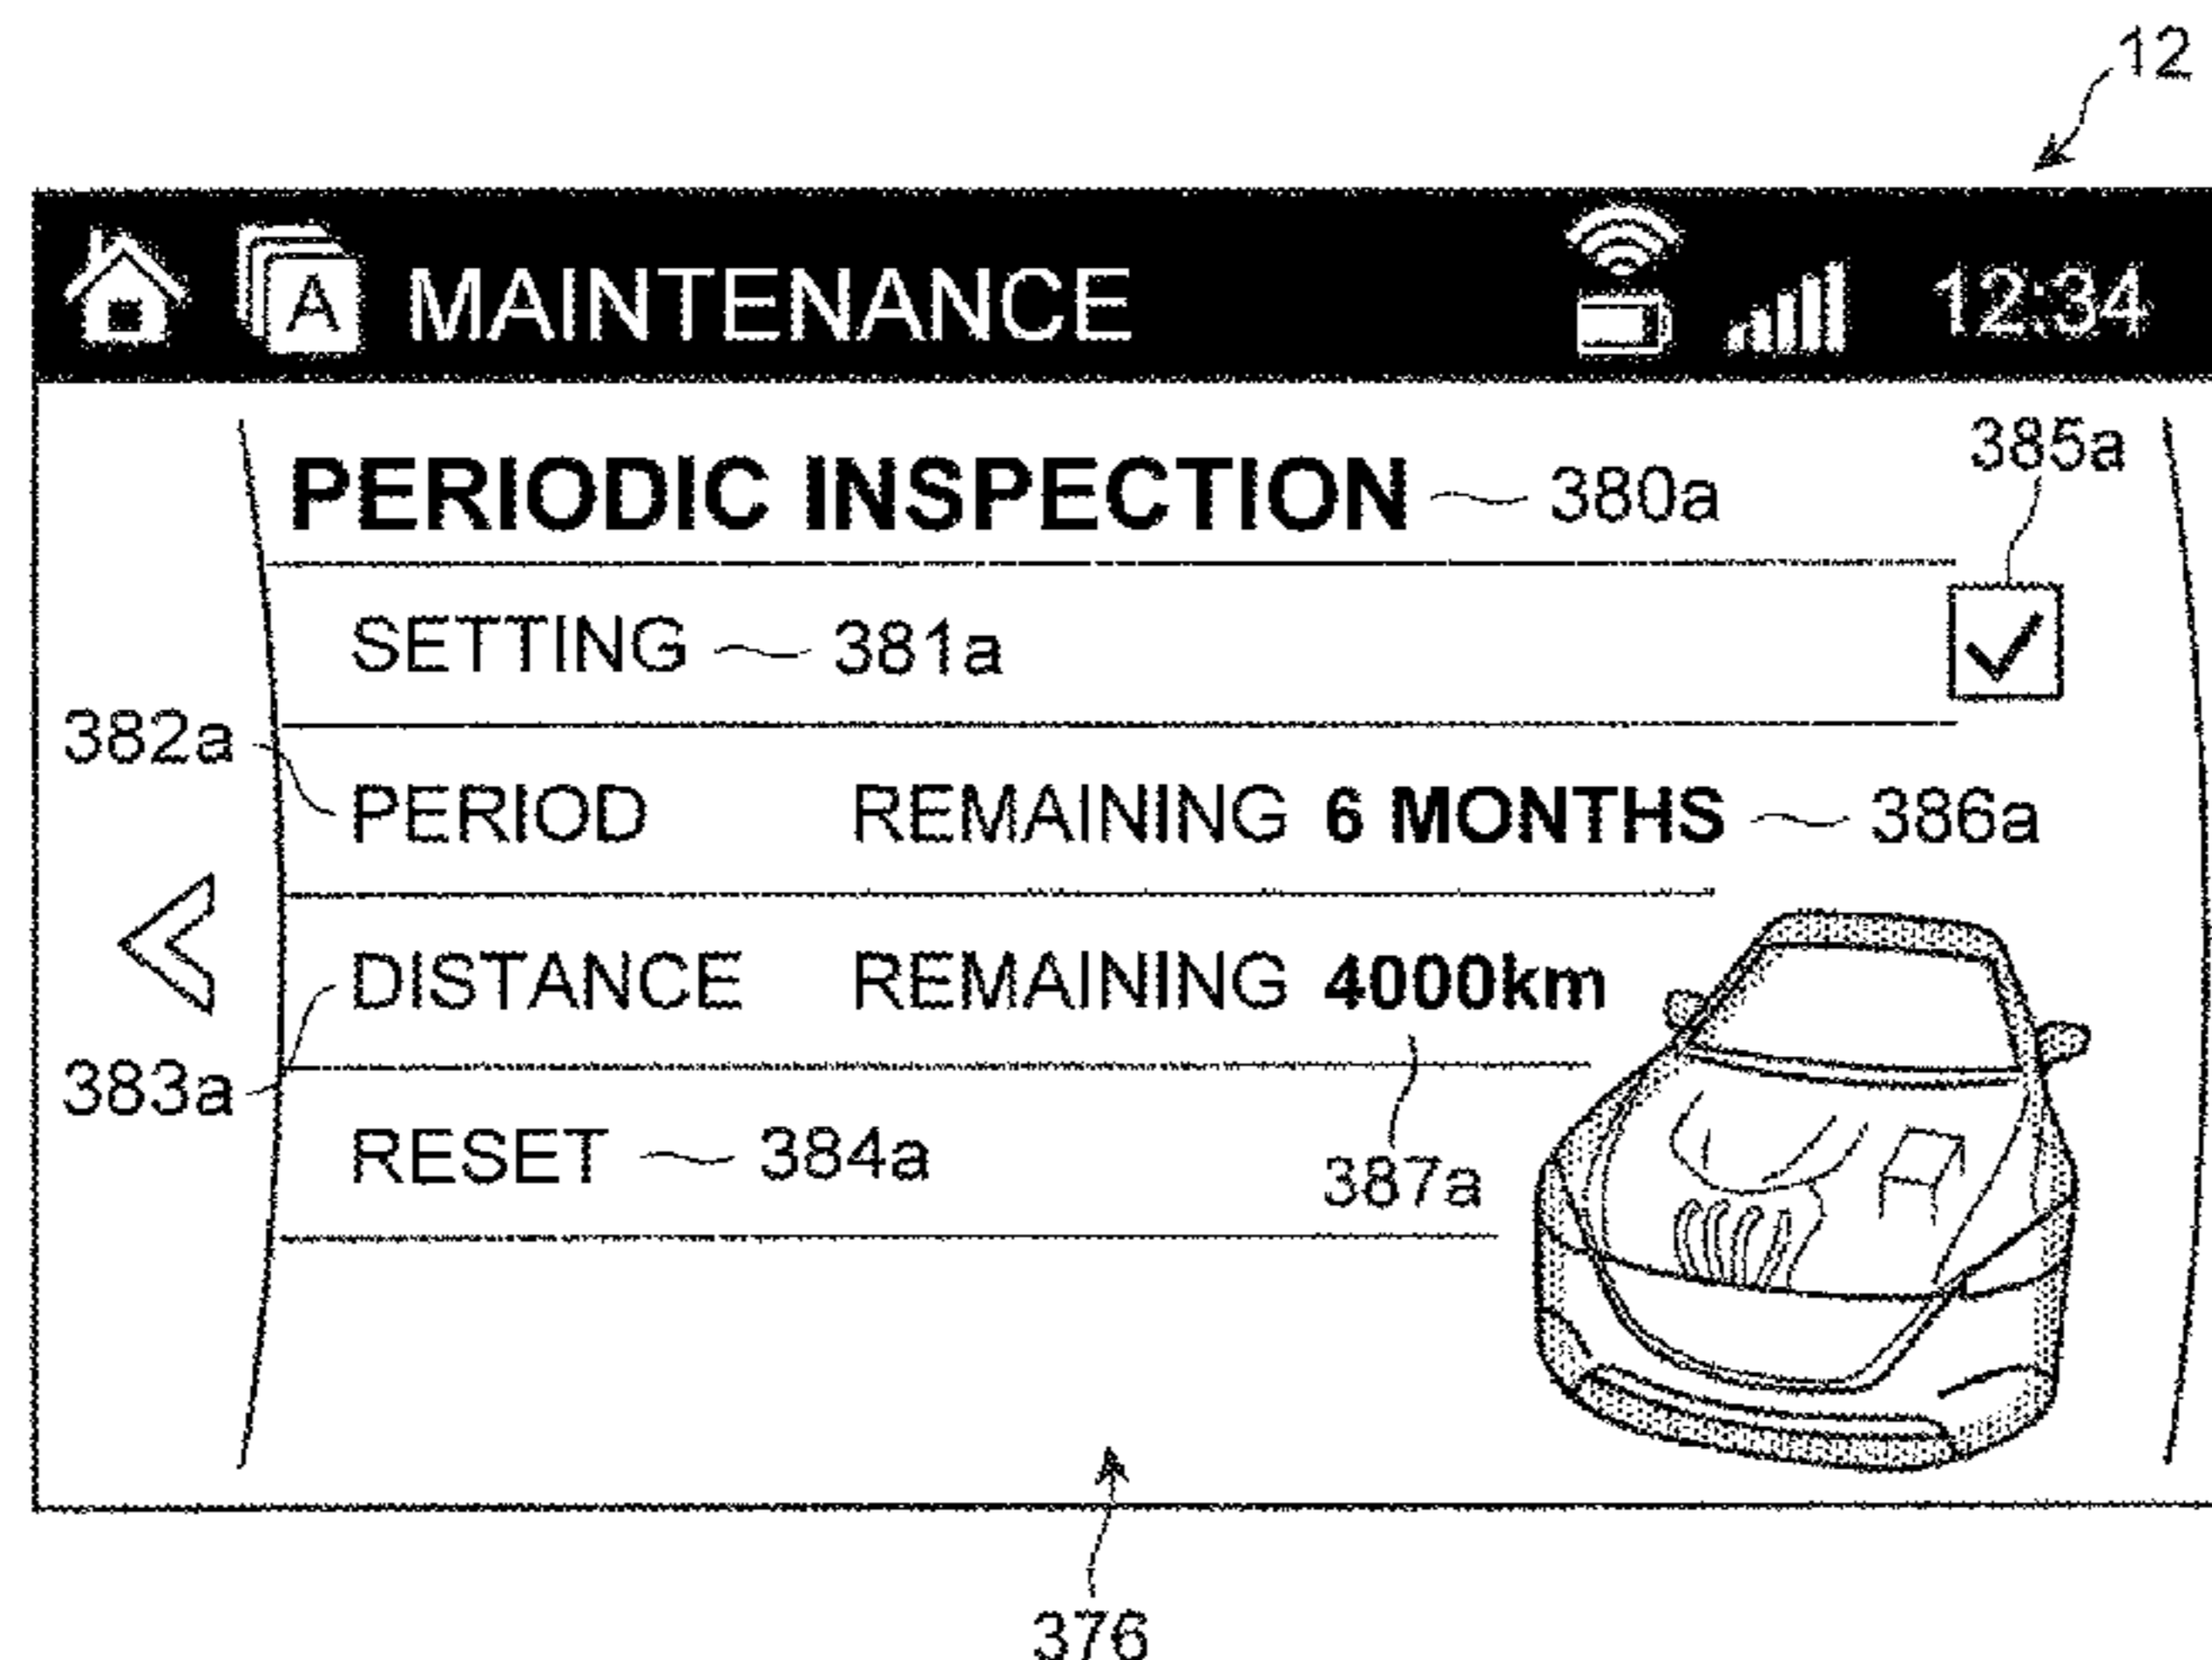 12
A MAINTENANCE 12:34
385a
PERIODIC INSPECTION 380a
SETTING 381a
382a
PERIOD REMAINING 6 MONTHS 386a
DISTANCE REMAINING 4000km
383a
RESET 384a
387a
376